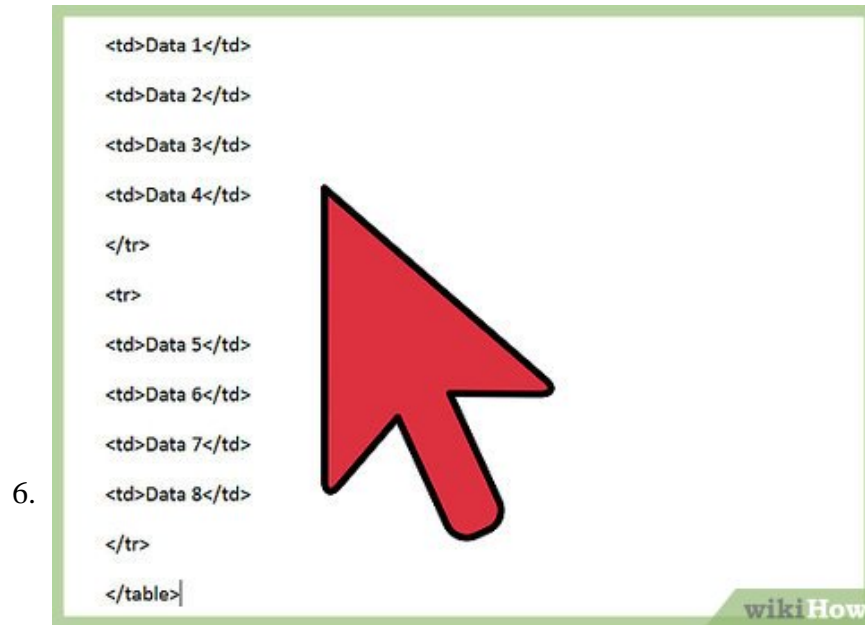 <td>Data 1</td>
<td>Data 2</td>
<td>Data 3</td>
<td>Data 4</td>
</tr>
<tr>
<td>Data 5</td>
<td>Data 6</td>
<td>Data 7</td>
6. <td>Data 8</td>
</tr>
</table>
wikiHow